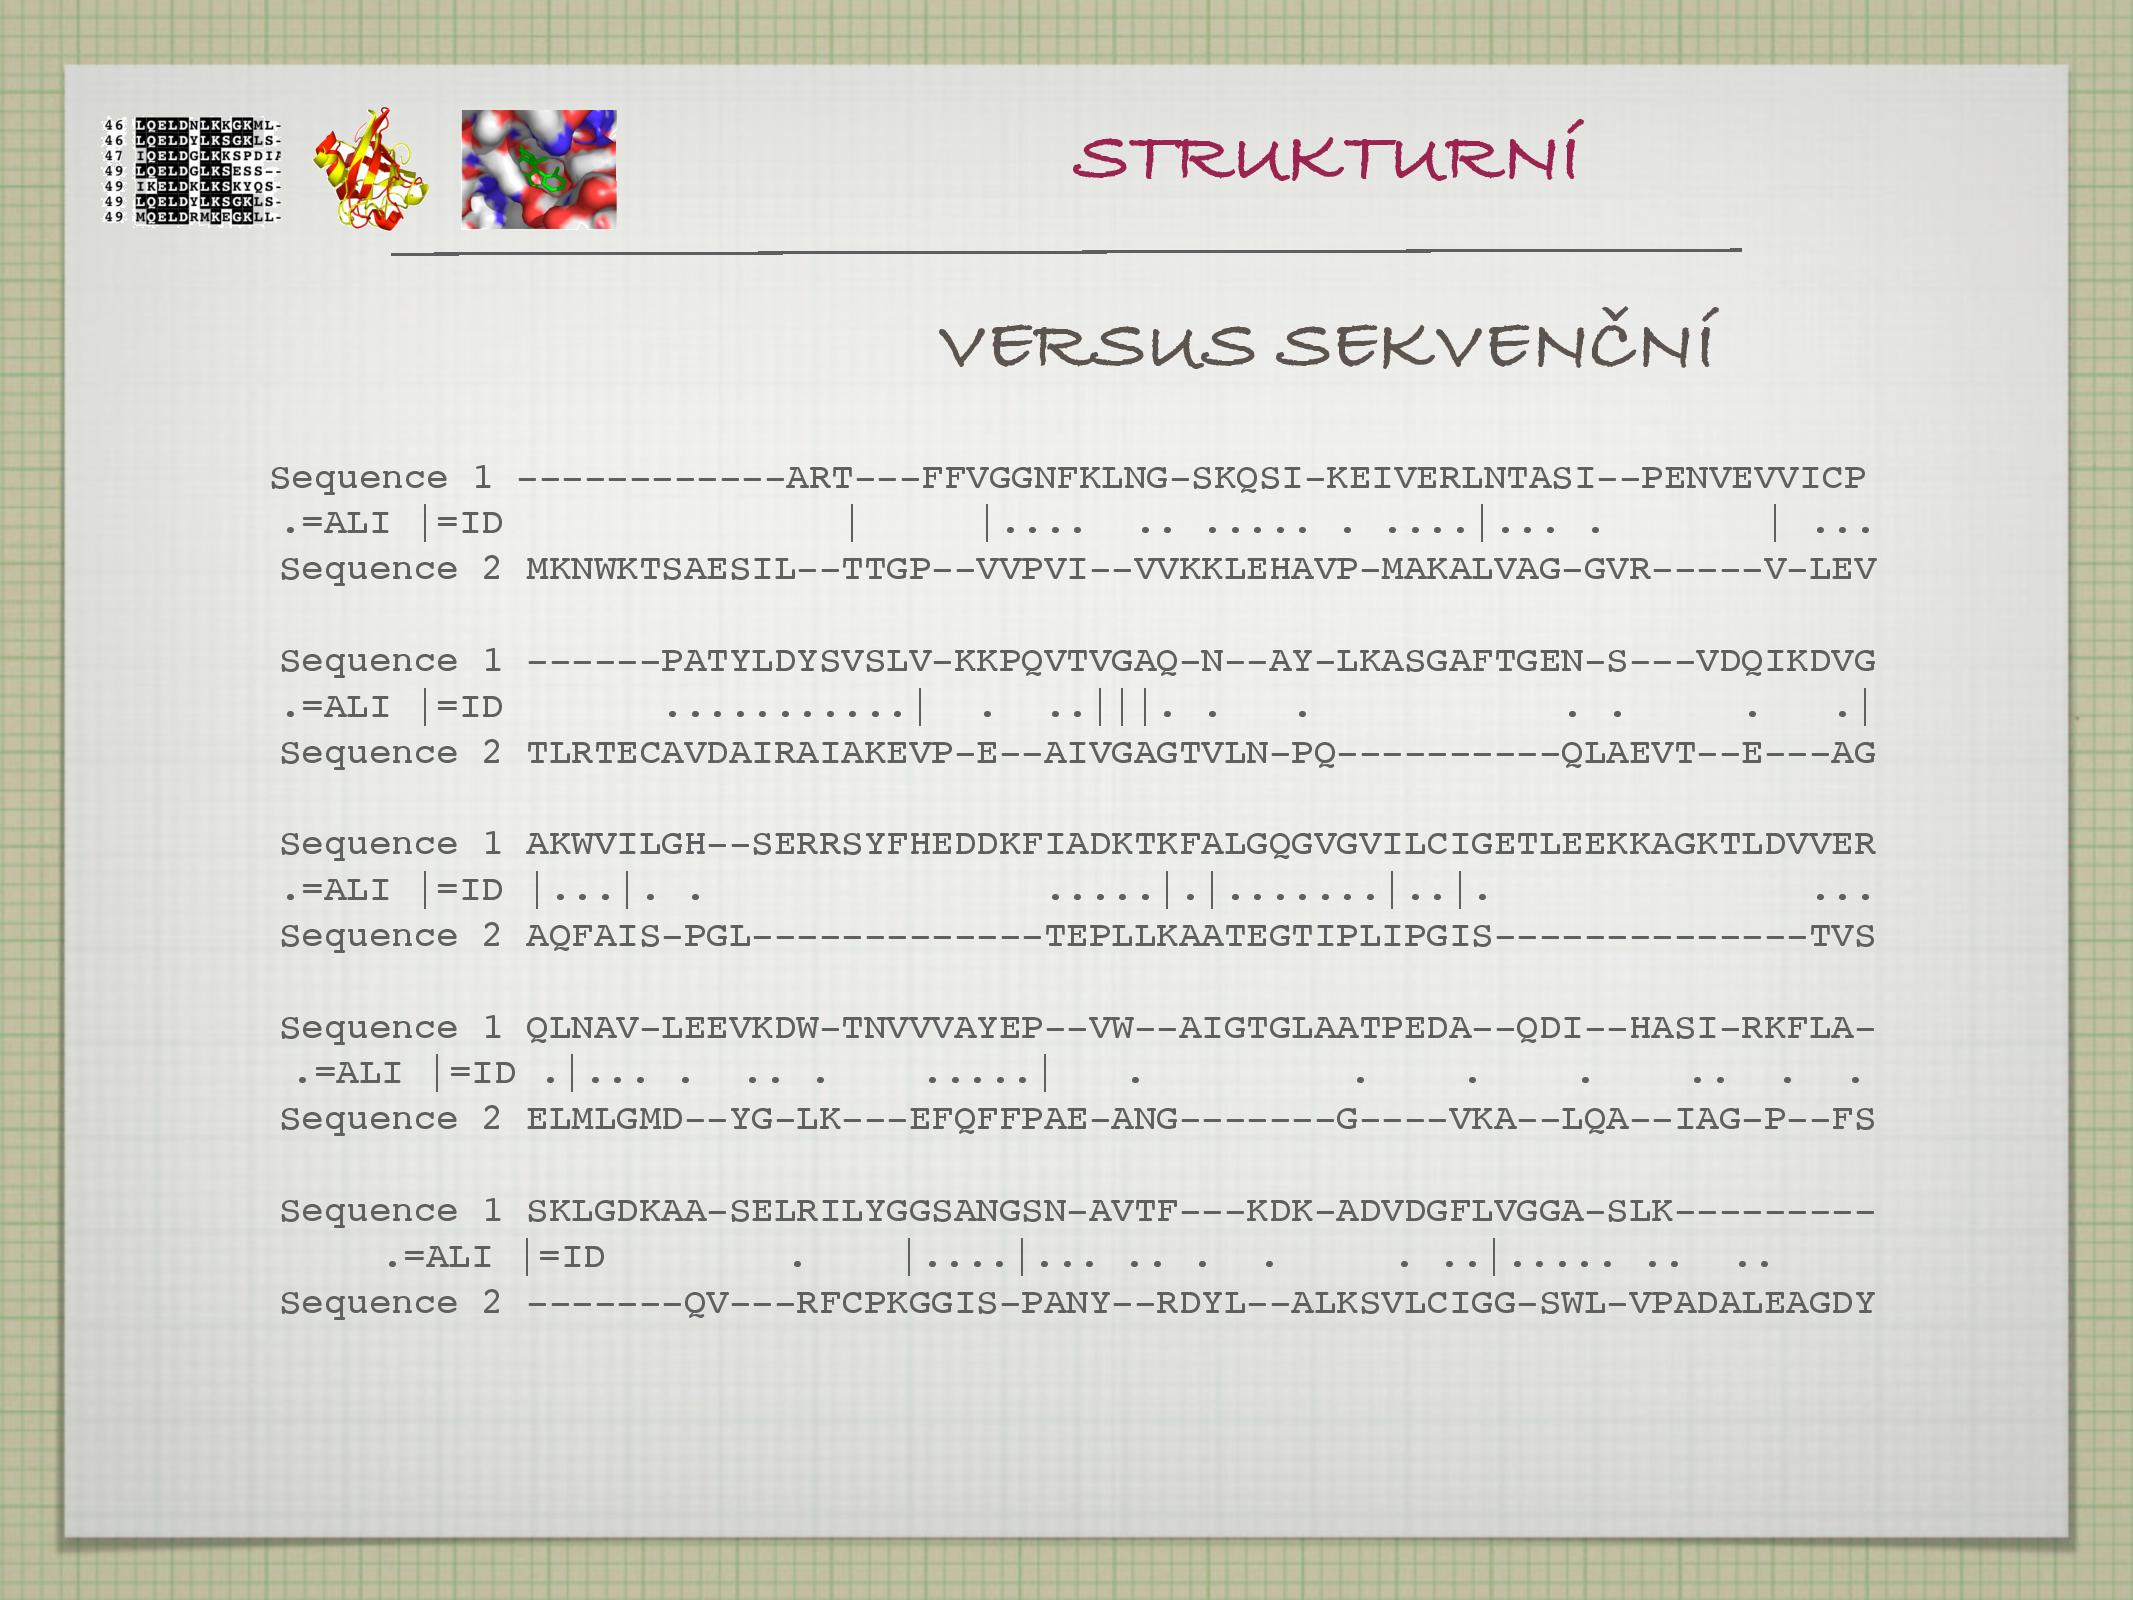 46 LQELDNLKKGKML-
46 LQELDYLKSGKLS-
47 IQELDGLKKSPDIA
49 LQELDGLKSESS--
49 IKELDKLKSKYQS-
49 LQELDYLKSGKLS-
49 MQELDRMKEGKLL-
STRUKTURNÍ
VERSUS SEKVENČNÍ
Sequence 1 ------------ART---FFVGGNFKLNG-SKQSI-KEIVERLNTASI--PENVEVVICP
.=ALI |=ID               |     |....  .. ..... . ....|... .       | ...
Sequence 2 MKNWKTSAESIL--TTGP--VVPVI--VVKKLEHAVP-MAKALVAG-GVR-----V-LEV
Sequence 1 ------PATYLDYSVSLV-KKPQVTVGAQ-N--AY-LKASGAFTGEN-S---VDQIKDVG
.=ALI |=ID       ...........|  .  ..|||. .   .           . .     .   .|
Sequence 2 TLRTECAVDAIRAIAKEVP-E--AIVGAGTVLN-PQ----------QLAEVT--E---AG
Sequence 1 AKWVILGH--SERRSYFHEDDKFIADKTKFALGQGVGVILCIGETLEEKKAGKTLDVVER
.=ALI |=ID |...|. .               .....|.|.......|..|.              ...
Sequence 2 AQFAIS-PGL-------------TEPLLKAATEGTIPLIPGIS--------------TVS
Sequence 1 QLNAV-LEEVKDW-TNVVVAYEP--VW--AIGTGLAATPEDA--QDI--HASI-RKFLA-
.=ALI |=ID .|... .  .. .    .....|   .         .    .    .    ..  .  .
Sequence 2 ELMLGMD--YG-LK---EFQFFPAE-ANG-------G----VKA--LQA--IAG-P--FS
Sequence 1 SKLGDKAA-SELRILYGGSANGSN-AVTF---KDK-ADVDGFLVGGA-SLK---------
.=ALI |=ID        .    |....|... .. .  .     . ..|..... ..  ..
Sequence 2 -------QV---RFCPKGGIS-PANY--RDYL--ALKSVLCIGG-SWL-VPADALEAGDY